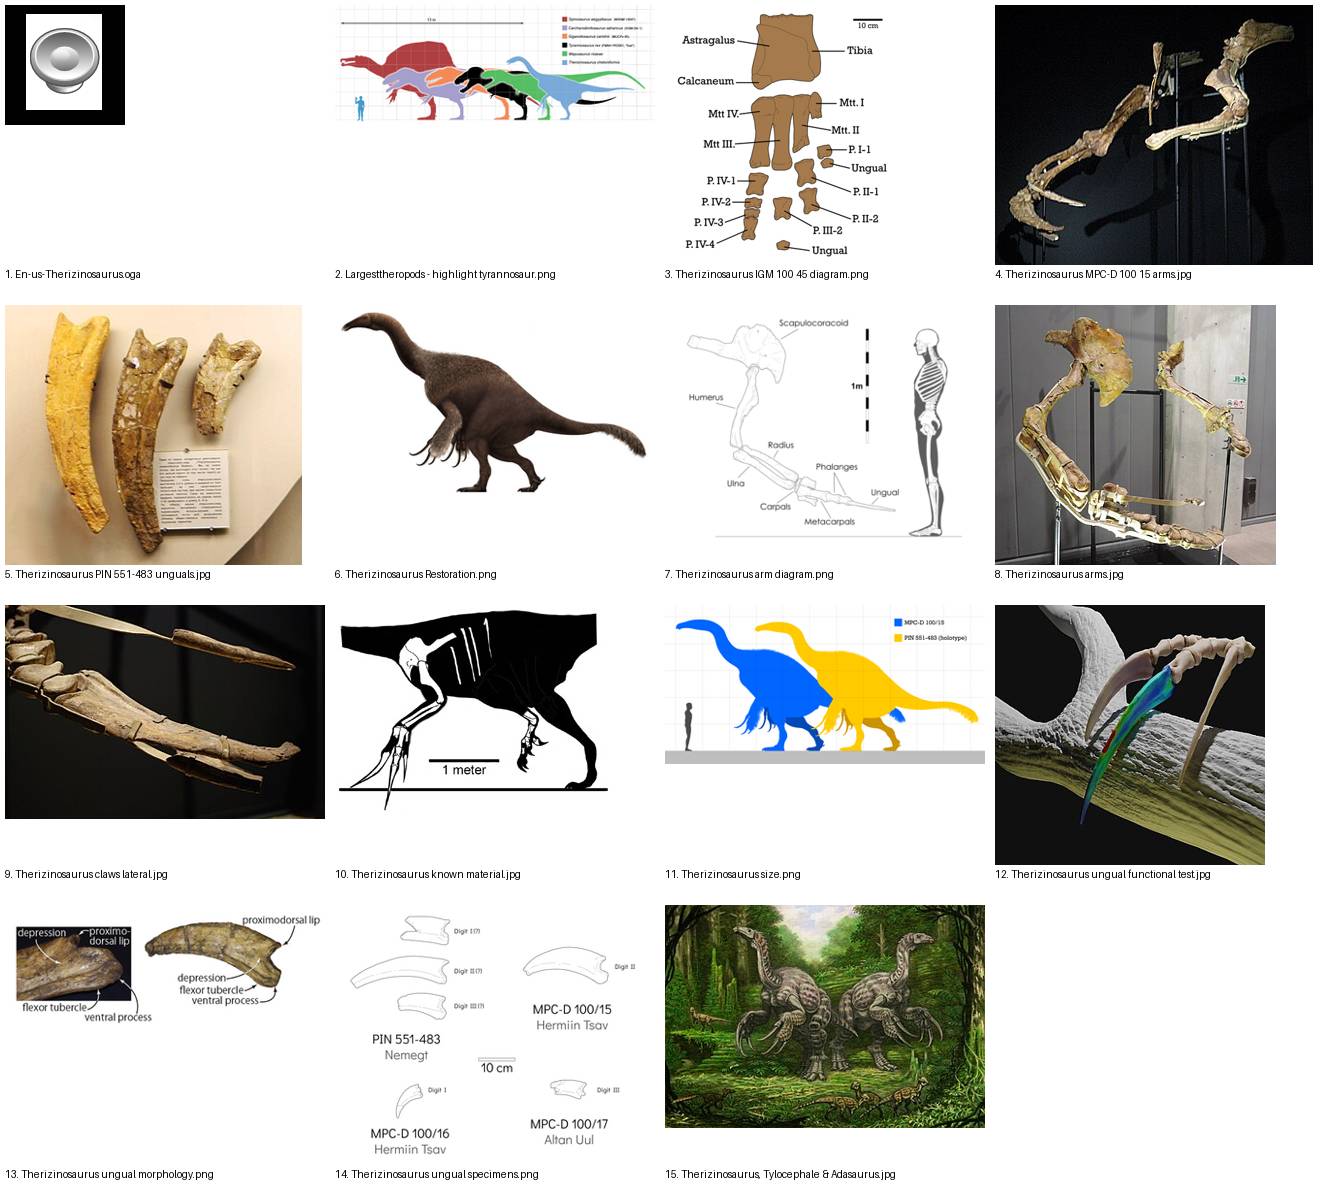 1. En-us-Therizinosaurus.oga
13 m
2. Largesttheropods - highlight tyrannosaur.png
10 cm
Astragalus
Tibia
Calcaneum
Mtt. I
Mtt IV.
Mtt. II
Mtt III.
P. I-1
Ungual
P. IV-1
P. II-1
P. IV-2
P. II-2
P. IV-3
P. III-2
P. IV-4
Ungual
3. Therizinosaurus IGM 100 45 diagram.png
4. Therizinosaurus MPC-D 100 15 arms.jpg
5. Therizinosaurus PIN 551-483 unguals.jpg
6. Therizinosaurus Restoration.png
Scapulocoracoid
1m
Humerus
Radius
Phalanges
Ulna
Ungual
Carpals
Metacarpals
7. Therizinosaurus arm diagram.png
8. Therizinosaurus arms.jpg
9. Therizinosaurus claws lateral.jpg
1 meter
10. Therizinosaurus known material.jpg
MPC-D 100/15
PIN 551-483 (holotype)
11. Therizinosaurus size.png
12. Therizinosaurus ungual functional test.jpg
proximodorsal lip
depression
proximo-
dorsal lip
depression
flexor tubercle
ventral process
flexor tubercle
ventral process
13. Therizinosaurus ungual morphology.png
Digit I (?)
Digit II (?)
Digit II
Digit III (?)
MPC-D 100/15
Hermiin Tsav
PIN 551-483
Nemegt
10 cm
Digit I
Digit III
MPC-D 100/16
Hermiin Tsav
MPC-D 100/17
Altan Uul
14. Therizinosaurus ungual specimens.png
15. Therizinosaurus, Tylocephale & Adasaurus.jpg